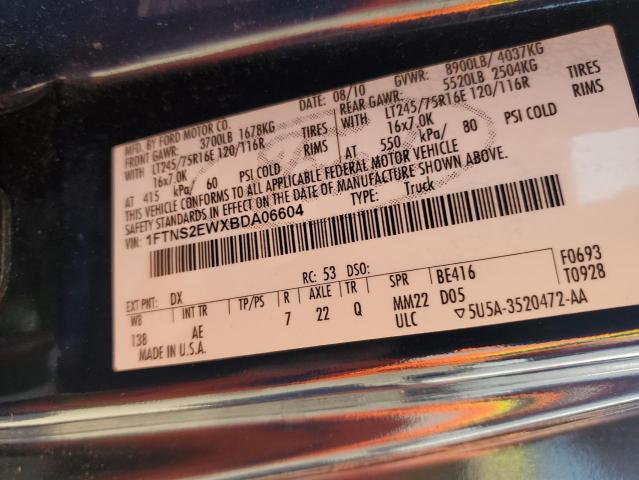 MFD. BY FORD MOTOR CO.
DATE: 08/10 GVWR: 8900LB/ 4037KG
FRONT GAWR: 3700LB 1678KG
REAR GAWR: 5520LB 2504KG
WITH LT245/75R16E 120/116R TIRES
WITH LT245/75R16E 120/116R TIRES
16x7.0K RIMS
16x7.0K RIMS
AT 415 kPa/ 60 PSI COLD
AT 550 kPa/ 80 PSI COLD
THIS VEHICLE CONFORMS TO ALL APPLICABLE FEDERAL MOTOR VEHICLE
SAFETY STANDARDS IN EFFECT ON THE DATE OF MANUFACTURE SHOWN ABOVE.
VIN: 1FTNS2EWXBDA06604 TYPE: Truck
EXT PNT: DX RC: 53 DSO:
WB INT TR TP/PS R AXLE TR SPR BE416 F0693
138 AE 7 22 Q MM22 D05 T0928
ULC ▽5U5A-3520472-AA
MADE IN U.S.A.